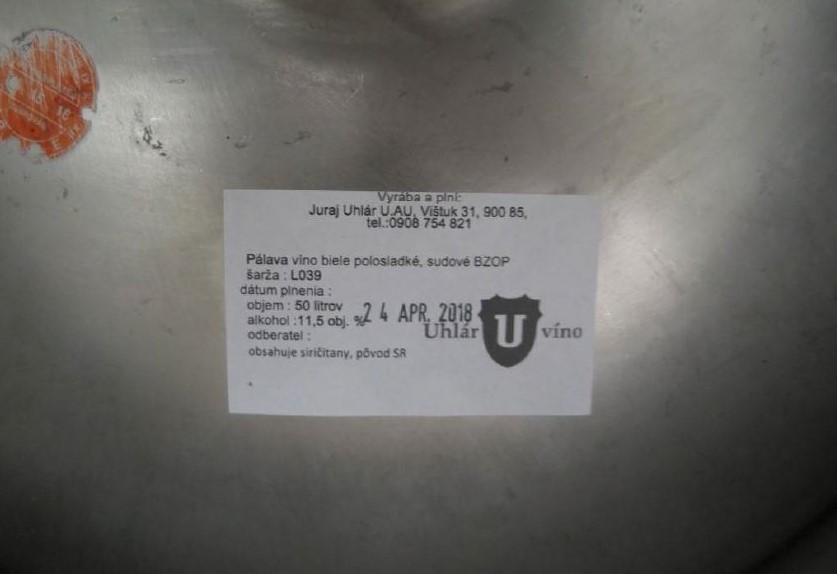 Vyrába a plní:
Juraj Uhlár U.AU, Vištuk 31, 900 85,
tel.:0908 754 821
Pálava víno biele polosladké, sudové BZOP
šarža : L039
dátum plnenia :
objem : 50 litrov
24 APR. 2018
alkohol :11,5 obj. %
Uhlár U víno
odberatel :
obsahuje siričitany, pôvod SR